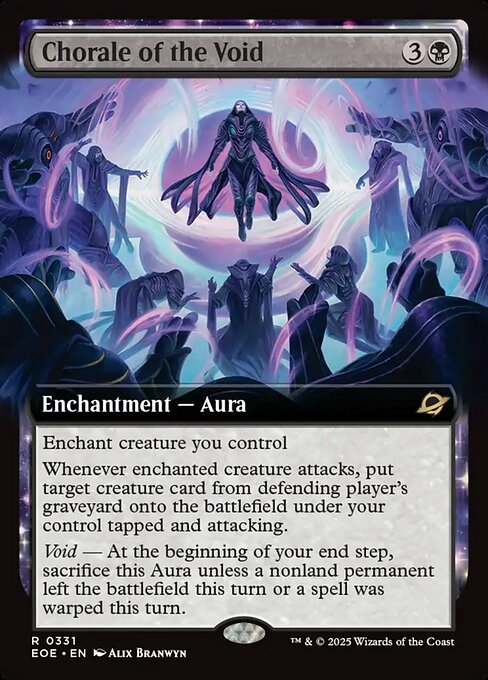 Chorale of the Void 3
Enchantment — Aura
Enchant creature you control
Whenever enchanted creature attacks, put
target creature card from defending player's
graveyard onto the battlefield under your
control tapped and attacking.
Void — At the beginning of your end step,
sacrifice this Aura unless a nonland permanent
left the battlefield this turn or a spell was
warped this turn.
R 0331
EOE • EN Alix Branwyn
™ & © 2025 Wizards of the Coast